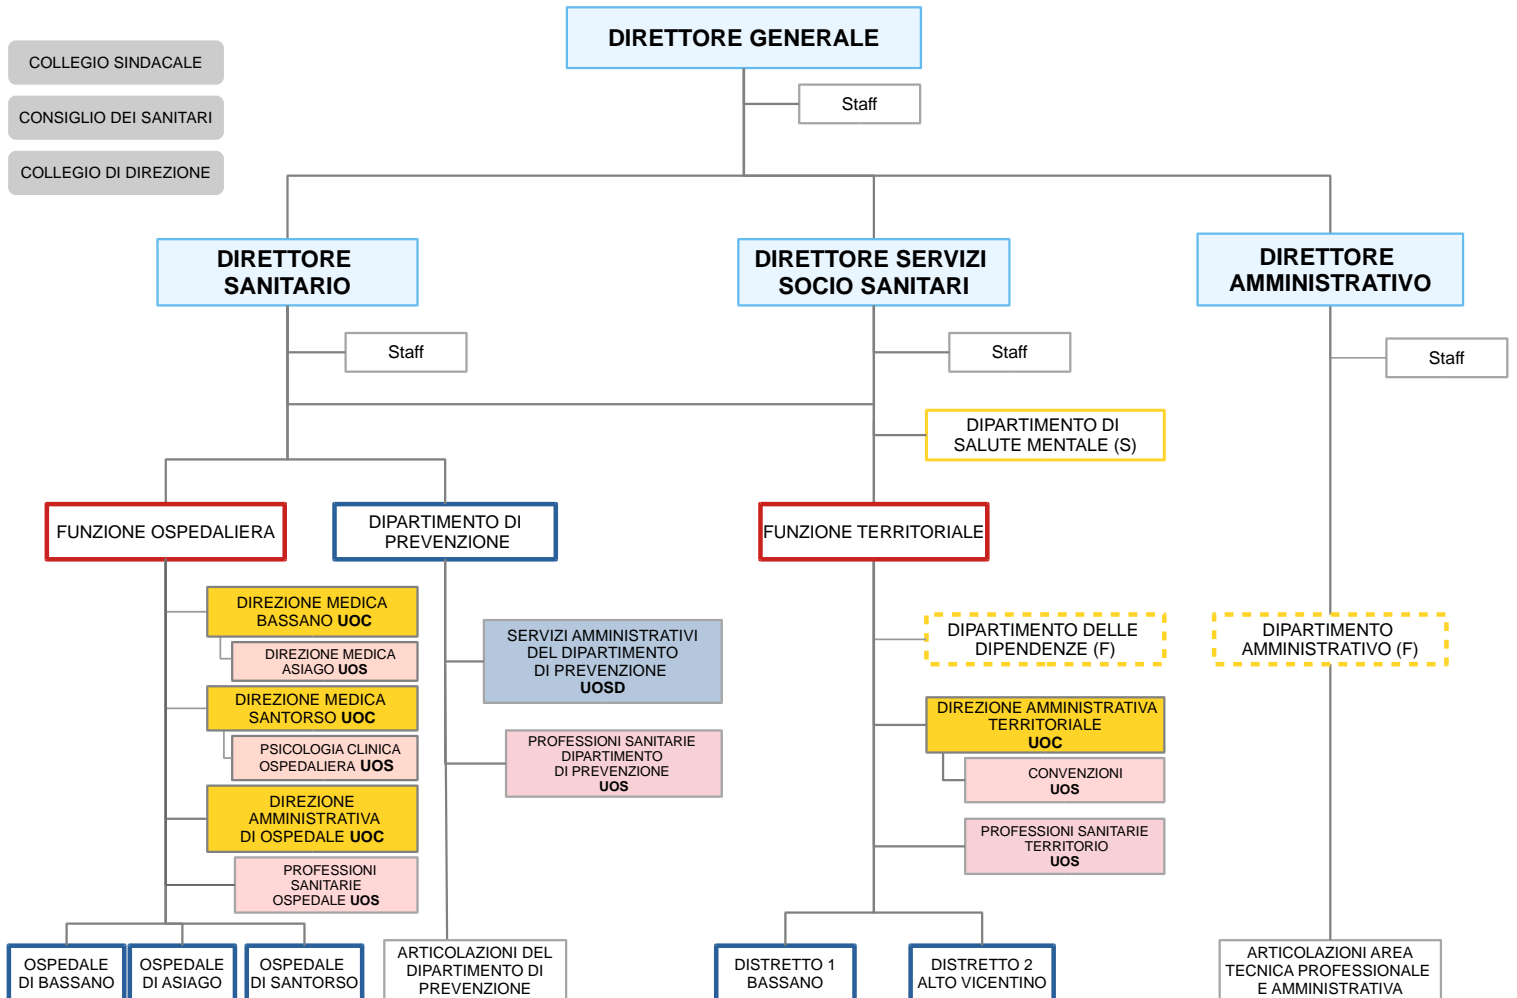 DIRETTORE GENERALE
COLLEGIO SINDACALE
CONSIGLIO DEI SANITARI
COLLEGIO DI DIREZIONE
Staff
DIRETTORE
SANITARIO
DIRETTORE SERVIZI
SOCIO SANITARI
DIRETTORE
AMMINISTRATIVO
Staff
Staff
Staff
DIPARTIMENTO DI
SALUTE MENTALE (S)
FUNZIONE OSPEDALIERA
DIPARTIMENTO DI
PREVENZIONE
FUNZIONE TERRITORIALE
DIREZIONE MEDICA
BASSANO UOC
DIREZIONE MEDICA
ASIAGO UOS
DIREZIONE MEDICA
SANTORSO UOC
PSICOLOGIA CLINICA
OSPEDALIERA UOS
DIREZIONE
AMMINISTRATIVA
DI OSPEDALE UOC
PROFESSIONI
SANITARIE
OSPEDALE UOS
SERVIZI AMMINISTRATIVI
DEL DIPARTIMENTO
DI PREVENZIONE
UOSD
PROFESSIONI SANITARIE
DIPARTIMENTO
DI PREVENZIONE
UOS
DIPARTIMENTO DELLE
DIPENDENZE (F)
DIREZIONE AMMINISTRATIVA
TERRITORIALE
UOC
CONVENZIONI
UOS
PROFESSIONI SANITARIE
TERRITORIO
UOS
DIPARTIMENTO
AMMINISTRATIVO (F)
OSPEDALE
DI BASSANO
OSPEDALE
DI ASIAGO
OSPEDALE
DI SANTORSO
ARTICOLAZIONI DEL
DIPARTIMENTO DI
PREVENZIONE
DISTRETTO 1
BASSANO
DISTRETTO 2
ALTO VICENTINO
ARTICOLAZIONI AREA
TECNICA PROFESSIONALE
E AMMINISTRATIVA